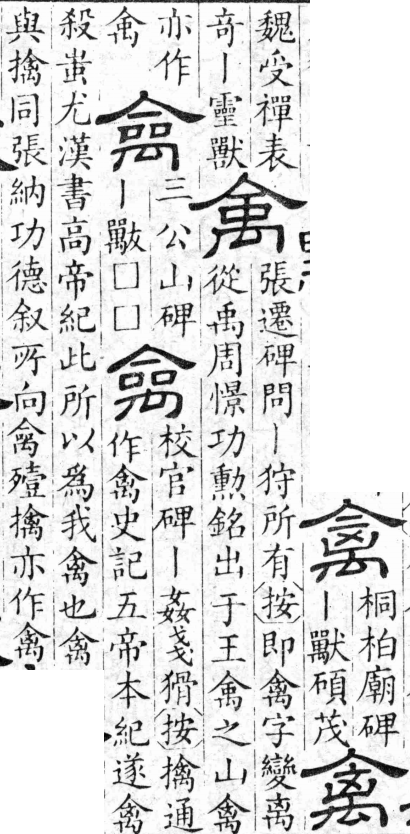 禽
桐柏廟碑
丨獸碩茂
禽
魏受禪表
奇丨靈獸
禽
張遷碑問丨狩所有按即禽字變离
從禹周憬功勲銘出于王禽之山禽
亦作
禽
禽
三公山碑
丨□□
禽
校官碑丨姦戔猾按擒通
作禽史記五帝本紀遂禽
殺蚩尤漢書高帝紀此所以爲我禽也禽
與擒同張納功德叙所向禽殪擒亦作禽